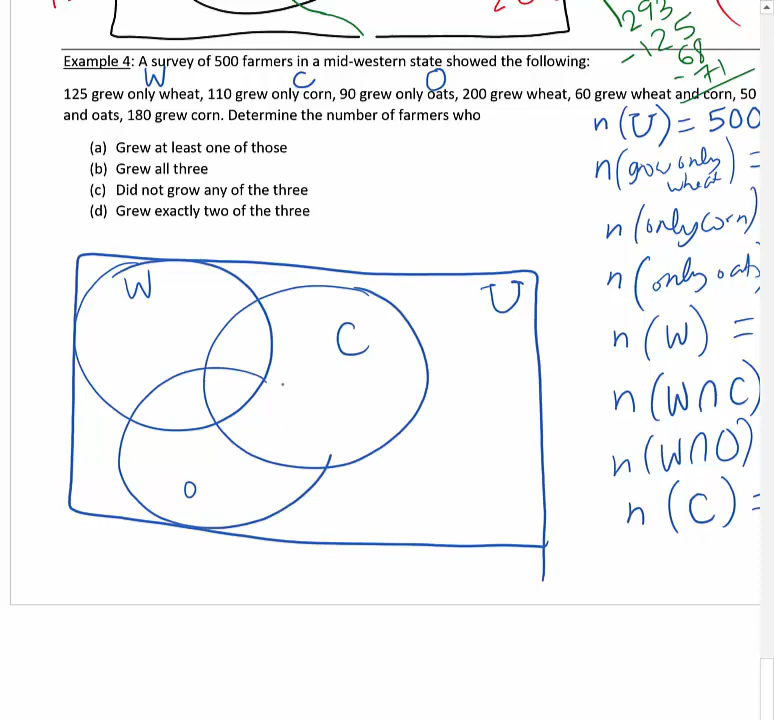 293
-125
68
- 71
Example 4: A survey of 500 farmers in a mid-western state showed the following:
W C O
125 grew only wheat, 110 grew only corn, 90 grew only oats, 200 grew wheat, 60 grew wheat and corn, 50
and oats, 180 grew corn. Determine the number of farmers who
n(U) = 500
(a) Grew at least one of those
(b) Grew all three
n(grow only wheat) =
(c) Did not grow any of the three
(d) Grew exactly two of the three
n(only corn)
n(only oats
W
U
C
n(W) =
n(W∩C)
n(W∩O)
O
n(C) =